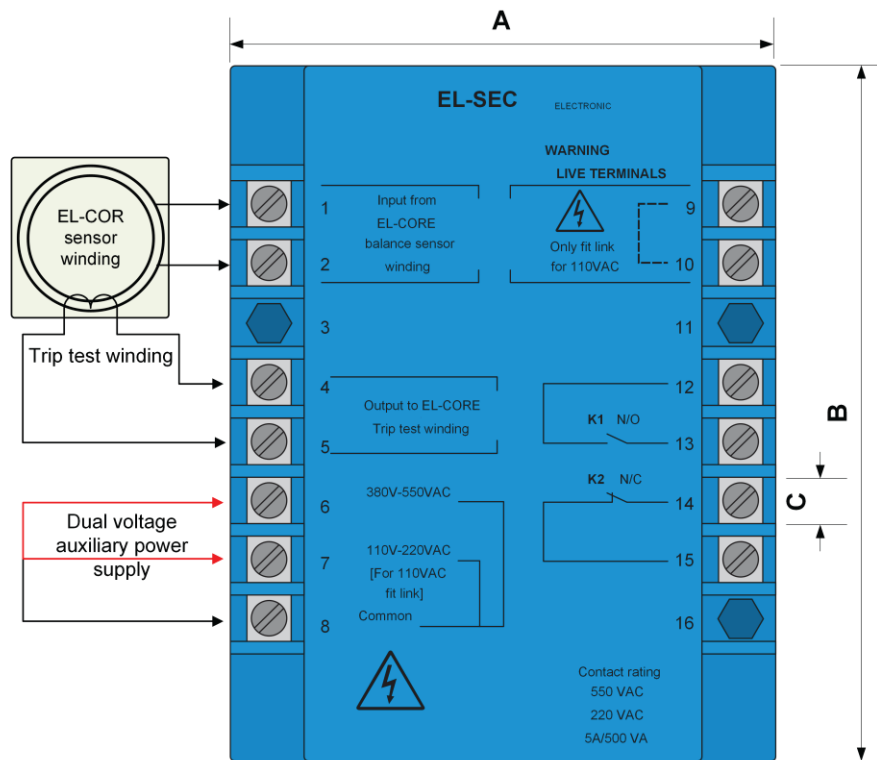 A
EL-SEC ELECTRONIC
WARNING
LIVE TERMINALS
EL-COR
sensor
winding
Trip test winding
1
2
Input from
EL-CORE
balance sensor
winding
Only fit link
for 110VAC
9
10
3
11
4
5
Output to EL-CORE
Trip test winding
12
K1 N/O
13
B
Dual voltage
auxiliary power
supply
6
380V-550VAC
7
110V-220VAC
[For 110VAC
fit link]
8
Common
K2 N/C
14
15
C
16
Contact rating
550 VAC
220 VAC
5A/500 VA